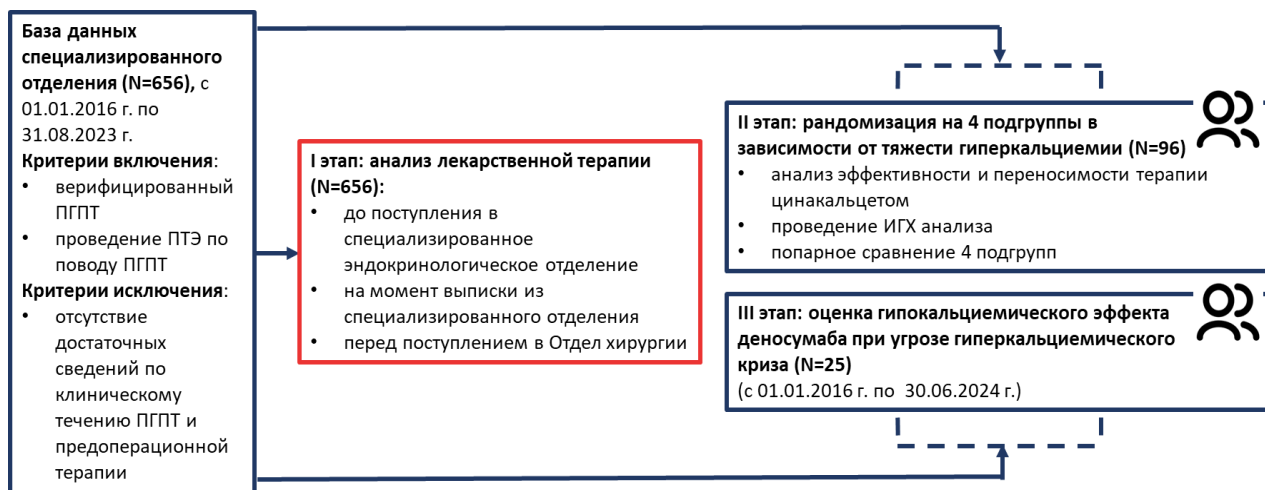 База данных
специализированного
отделения (N=656), с
01.01.2016 г. по
31.08.2023 г.
Критерии включения:
• верифицированный
ПГПТ
• проведение ПТЭ по
поводу ПГПТ
Критерии исключения:
• отсутствие
достаточных
сведений по
клиническому
течению ПГПТ и
предоперационной
терапии
I этап: анализ лекарственной терапии
(N=656):
• до поступления в
специализированное
эндокринологическое отделение
• на момент выписки из
специализированного отделения
• перед поступлением в Отдел хирургии
II этап: рандомизация на 4 подгруппы в
зависимости от тяжести гиперкальциемии (N=96)
• анализ эффективности и переносимости терапии
цинакальцетом
• проведение ИГХ анализа
• попарное сравнение 4 подгрупп
III этап: оценка гипокальциемического эффекта
деносумаба при угрозе гиперкальциемического
криза (N=25)
(с 01.01.2016 г. по 30.06.2024 г.)